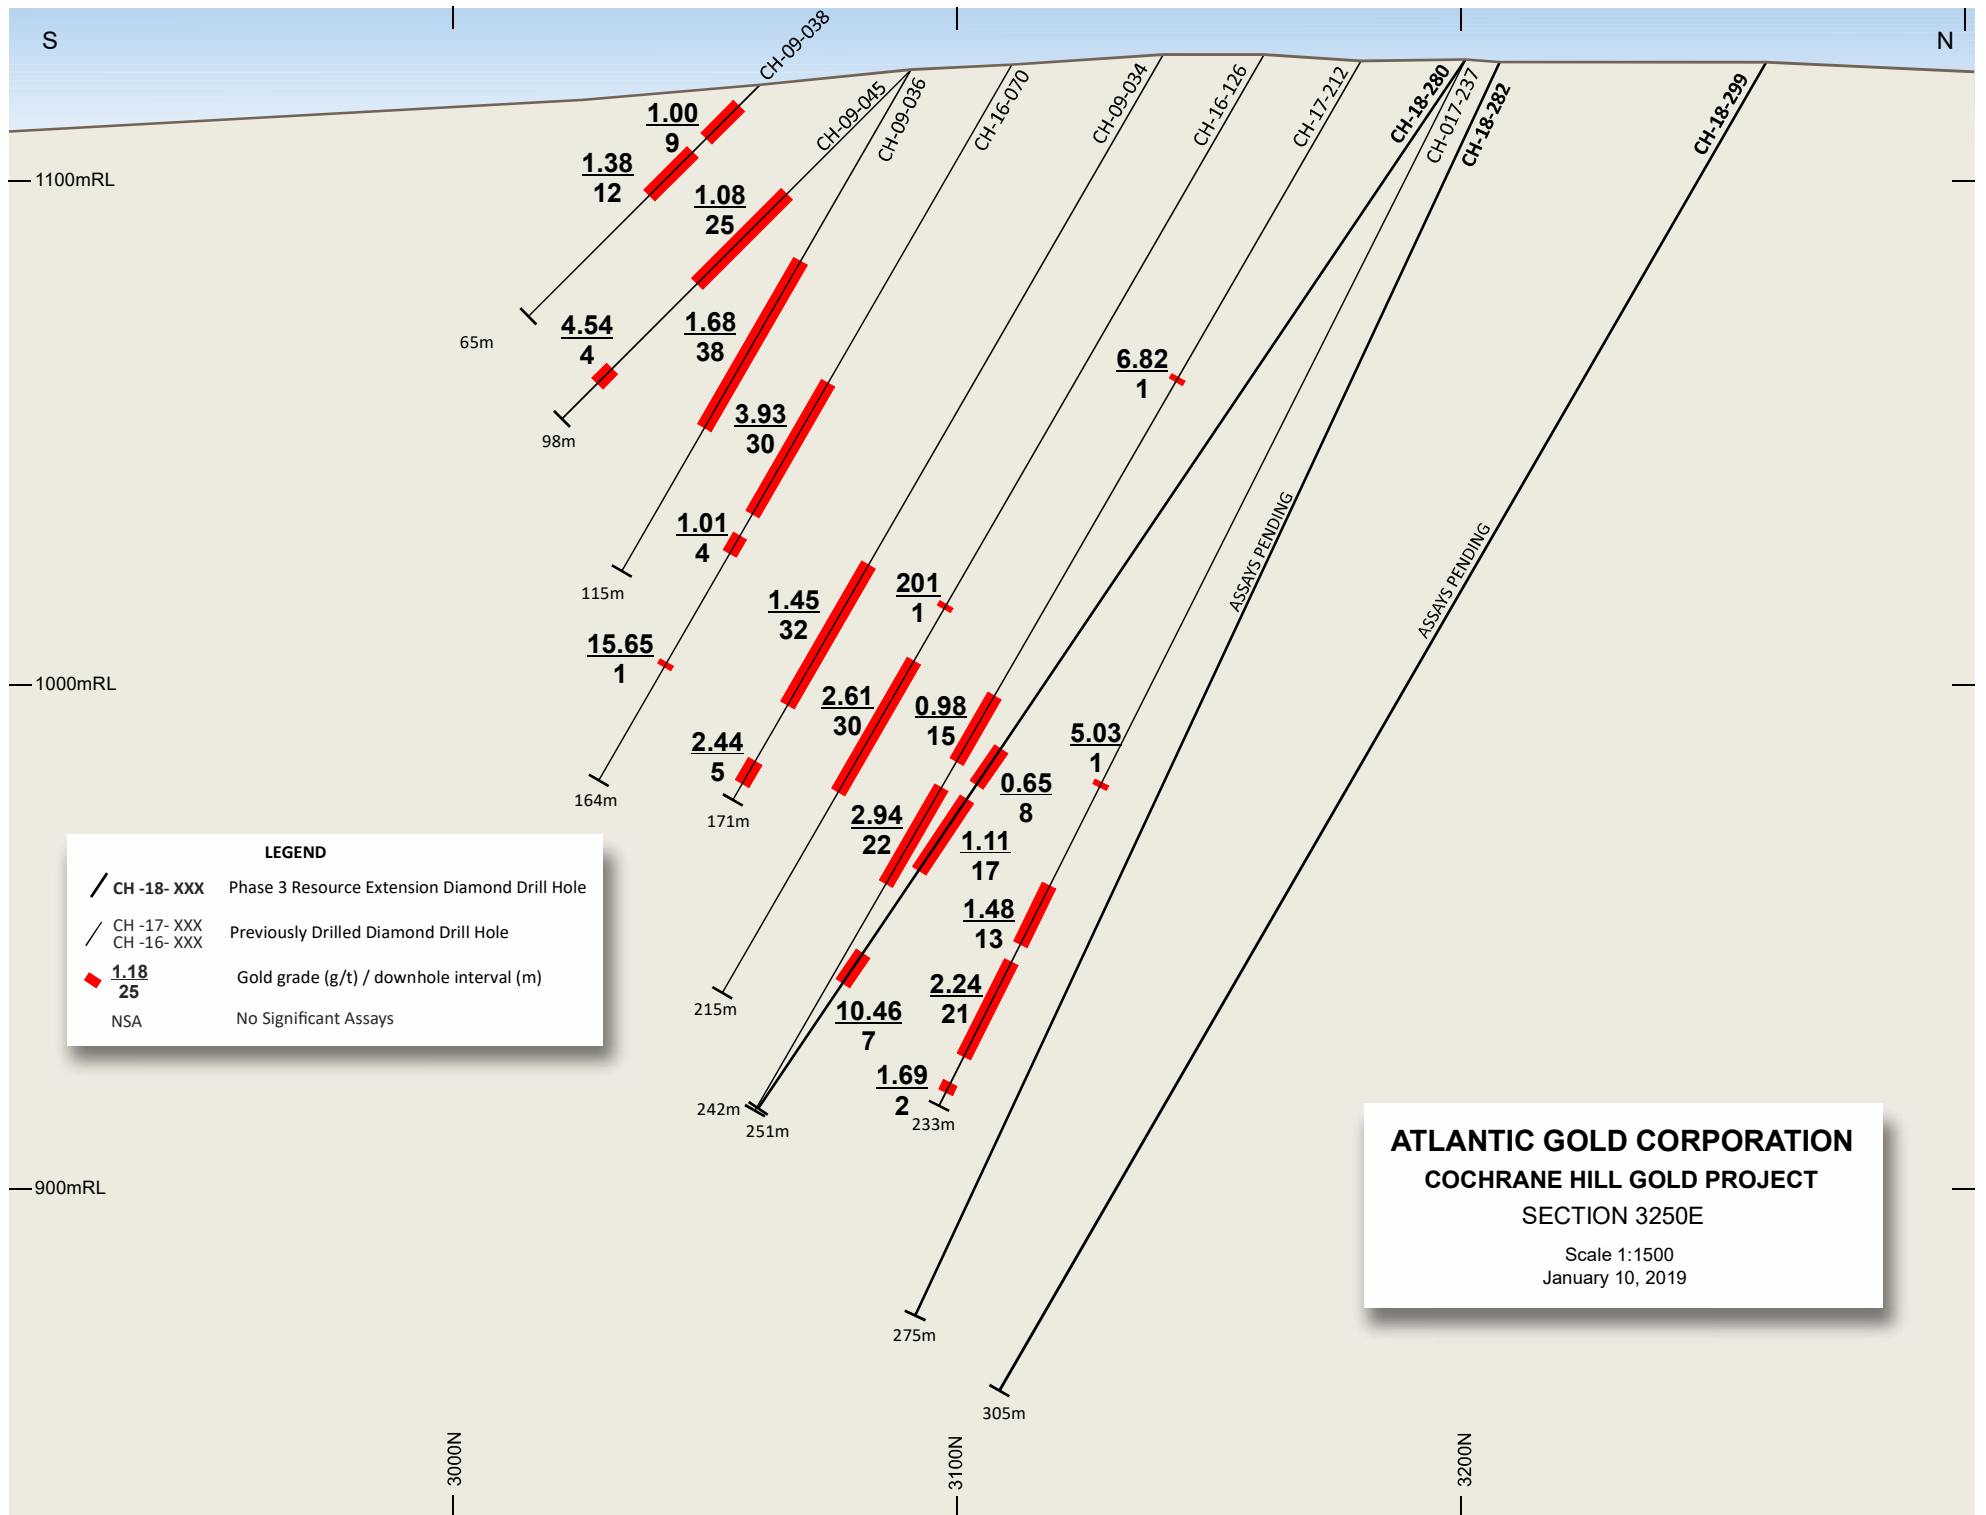 S
N
CH-09-038
CH-09-045
CH-09-036
CH-16-070
CH-09-034
CH-16-126
CH-17-212
CH-18-280
CH-017-237
CH-18-282
CH-18-299
1100mRL
1000mRL
900mRL
1.00
9
1.38
12
1.08
25
4.54
4
1.68
38
3.93
30
1.01
4
15.65
1
1.45
32
2.44
5
201
1
2.61
30
6.82
1
0.98
15
2.94
22
0.65
8
1.11
17
10.46
7
5.03
1
1.48
13
2.24
21
1.69
2
ASSAYS PENDING
ASSAYS PENDING
65m
98m
115m
164m
171m
215m
242m
251m
233m
275m
305m
LEGEND
CH -18- XXX Phase 3 Resource Extension Diamond Drill Hole
CH -17- XXX
CH -16- XXX
Previously Drilled Diamond Drill Hole
1.18
25
Gold grade (g/t) / downhole interval (m)
NSA No Significant Assays
ATLANTIC GOLD CORPORATION
COCHRANE HILL GOLD PROJECT
SECTION 3250E
Scale 1:1500
January 10, 2019
3000N
3100N
3200N